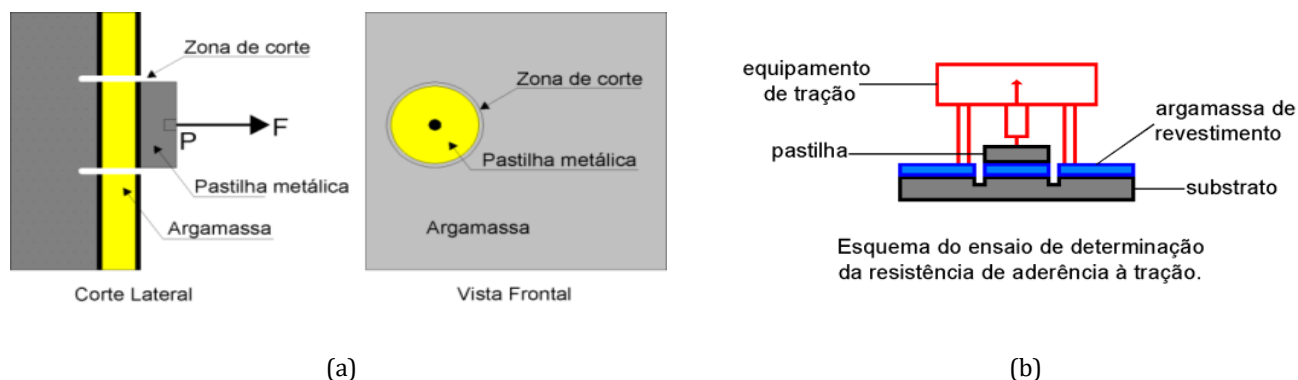 Zona de corte
F
P
Pastilha metálica
Argamassa
Corte Lateral
Zona de corte
Pastilha metálica
Argamassa
Vista Frontal
(a)
equipamento
de tração
argamassa de
revestimento
pastilha
substrato
Esquema do ensaio de determinação
da resistência de aderência à tração.
(b)